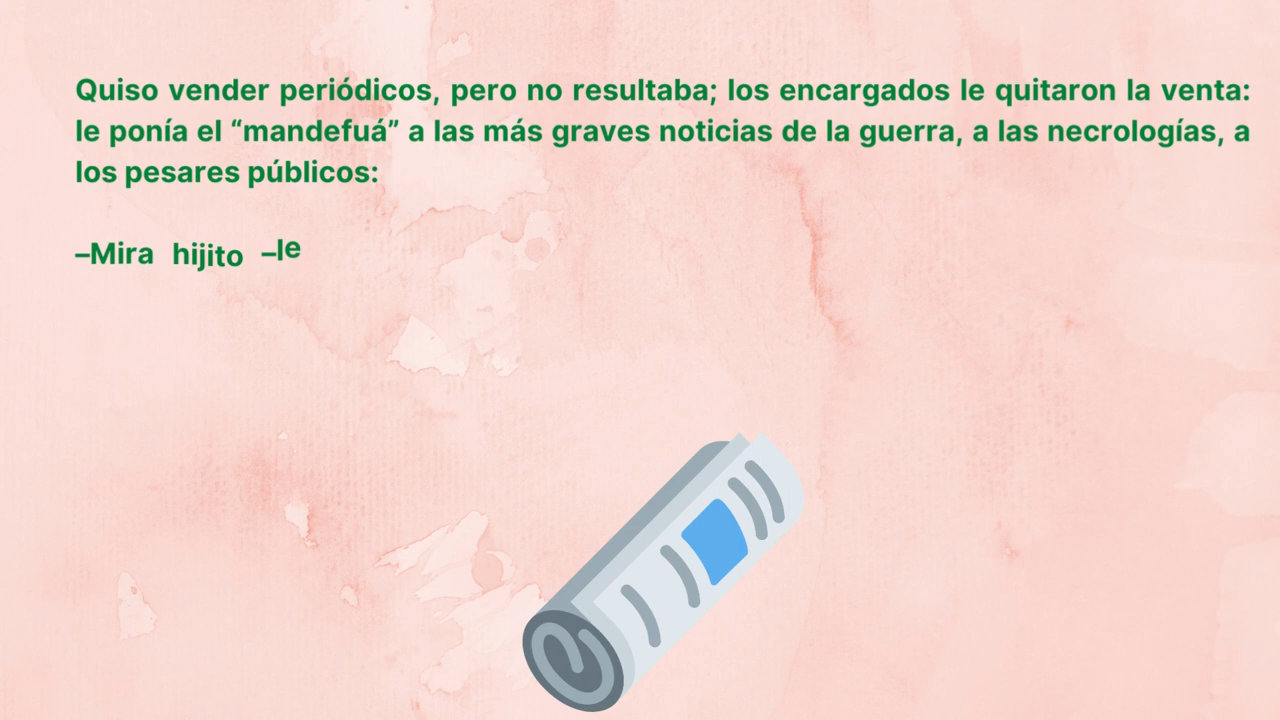 Quiso vender periódicos, pero no resultaba; los encargados le quitaron la venta:
le ponía el “mandefuá” a las más graves noticias de la guerra, a las necrologías, a
los pesares públicos:
–Mira hijito –le